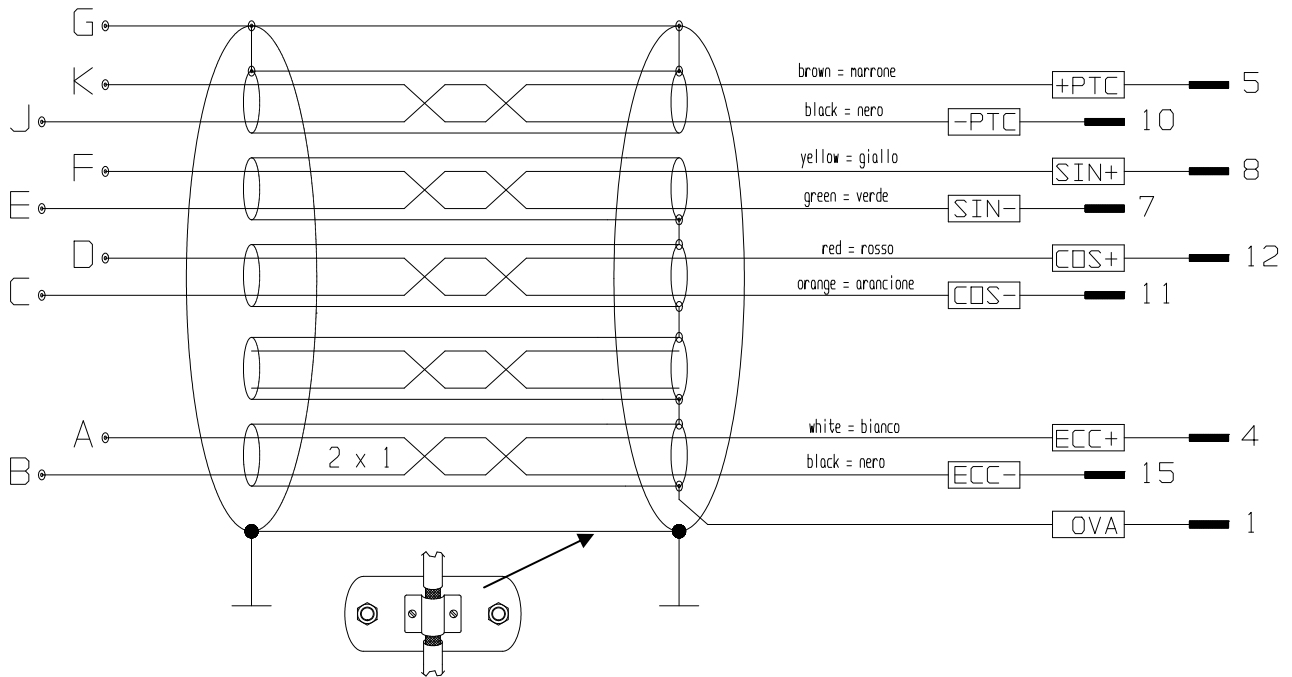 G
K brown = marrone +PTC 5
J black = nero -PTC 10
F yellow = giallo SIN+ 8
E green = verde SIN- 7
D red = rosso COS+ 12
C orange = arancione COS- 11
A white = bianco ECC+ 4
B 2 x 1 black = nero ECC- 15
0VA 1